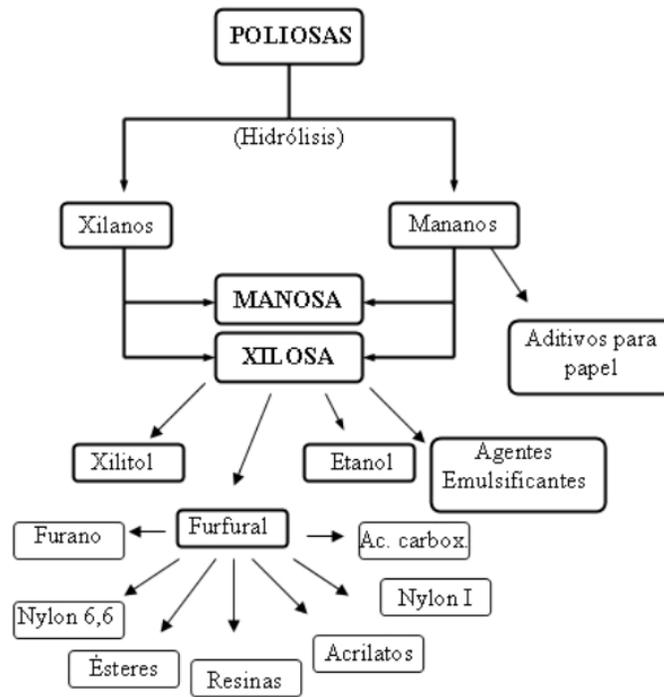 POLIOSAS
(Hidrólisis)
Xilanos
Mananos
MANOSA
XILOSA
Aditivos para
papel
Xilitol
Etanol
Agentes
Emulsificantes
Furano
Furfural
Ac. carbox.
Nylon 6,6
Ésteres
Resinas
Acrilatos
Nylon I